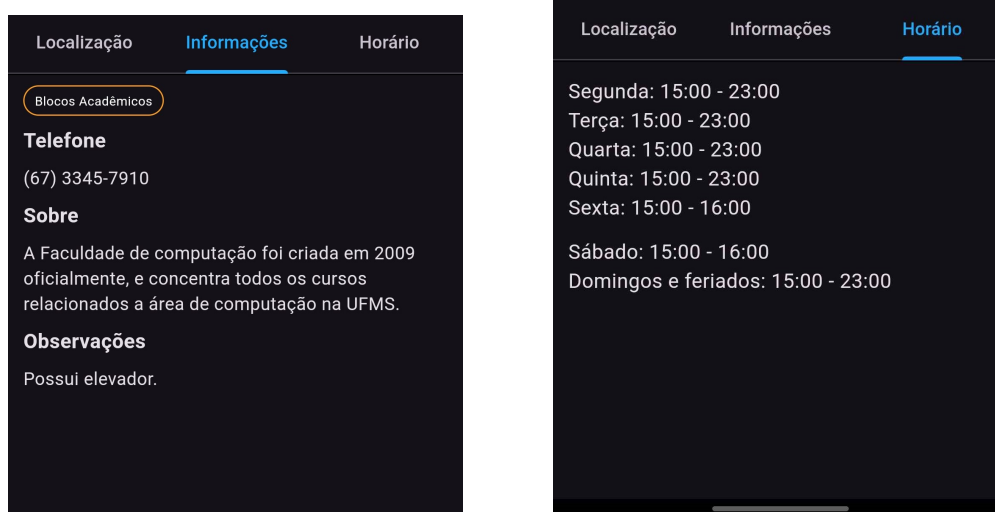 Localização Informações Horário
Blocos Acadêmicos
Telefone
(67) 3345-7910
Sobre
A Faculdade de computação foi criada em 2009
oficialmente, e concentra todos os cursos
relacionados a área de computação na UFMS.
Observações
Possui elevador.
Localização Informações Horário
Segunda: 15:00 - 23:00
Terça: 15:00 - 23:00
Quarta: 15:00 - 23:00
Quinta: 15:00 - 23:00
Sexta: 15:00 - 16:00
Sábado: 15:00 - 16:00
Domingos e feriados: 15:00 - 23:00